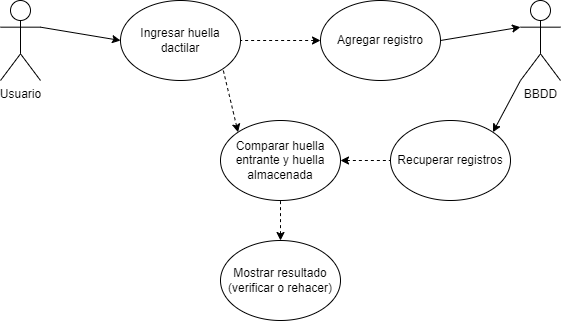 Ingresar huella
dactilar
Agregar registro
Usuario
BBDD
Comparar huella
entrante y huella
almacenada
Recuperar registros
Mostrar resultado
(verificar o rehacer)